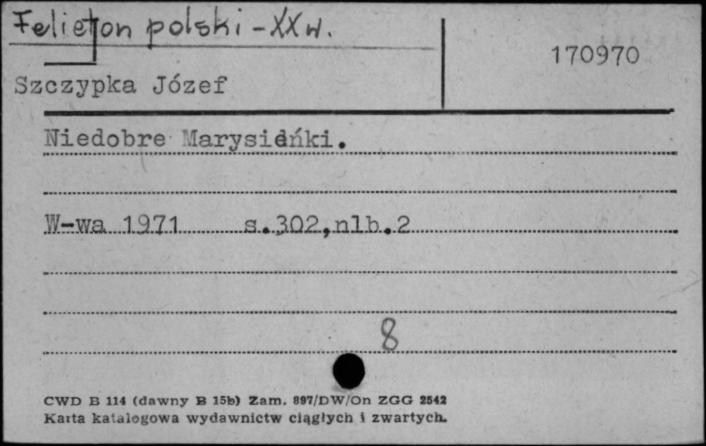 Felieton polski - XX w.
170970
Szczypka Józef
Niedobre Marysieńki.
W-wa 1971 s.302,nlb.2
8
CWD B 114 (dawny B 15b) Zam. 897/DW/On ZGG 2542
Karta katalogowa wydawnictw ciągłych i zwartych.